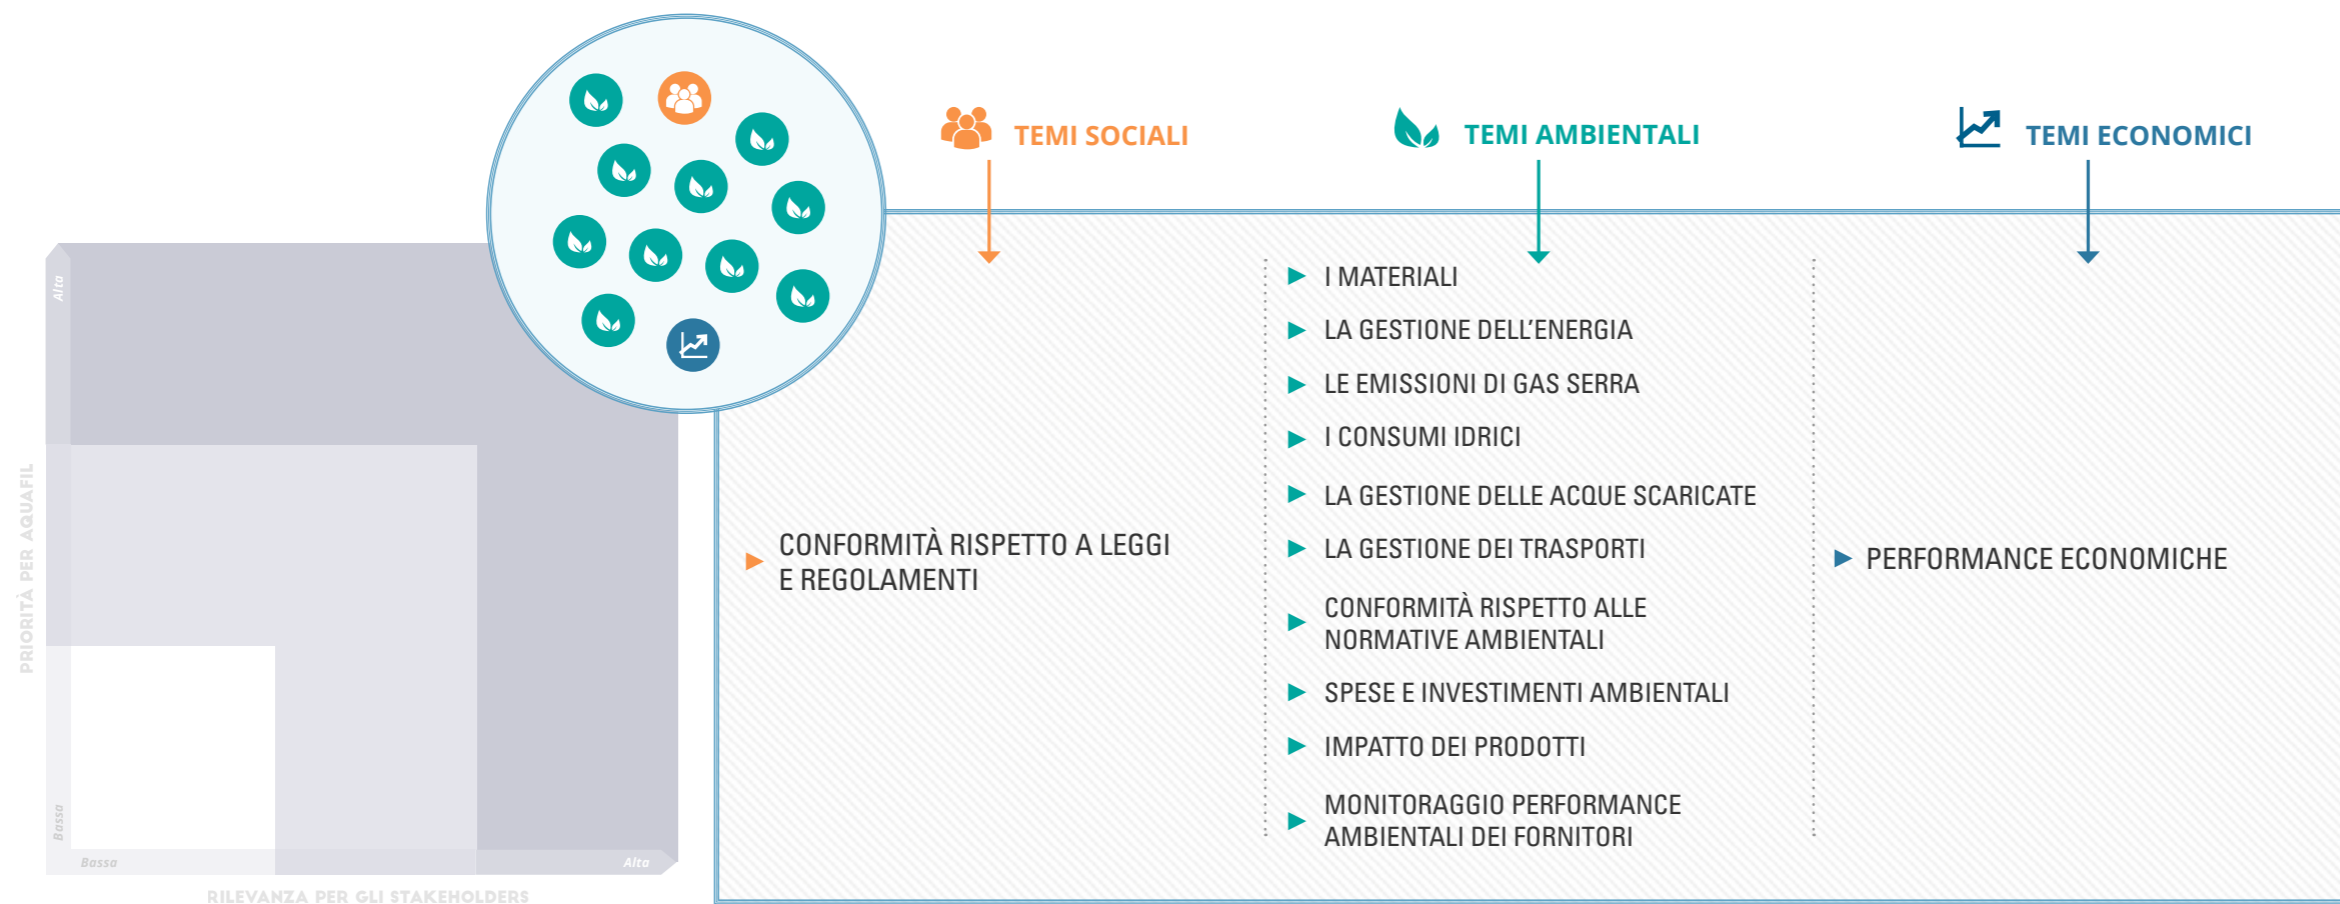 TEMI SOCIALI
TEMI AMBIENTALI
TEMI ECONOMICI
Alta
PRIORITÀ PER AQUAFIL
Bassa
Bassa
Alta
RILEVANZA PER GLI STAKEHOLDERS
CONFORMITÀ RISPETTO A LEGGI
E REGOLAMENTI
I MATERIALI
LA GESTIONE DELL'ENERGIA
LE EMISSIONI DI GAS SERRA
I CONSUMI IDRICI
LA GESTIONE DELLE ACQUE SCARICATE
LA GESTIONE DEI TRASPORTI
CONFORMITÀ RISPETTO ALLE
NORMATIVE AMBIENTALI
SPESE E INVESTIMENTI AMBIENTALI
IMPATTO DEI PRODOTTI
MONITORAGGIO PERFORMANCE
AMBIENTALI DEI FORNITORI
PERFORMANCE ECONOMICHE